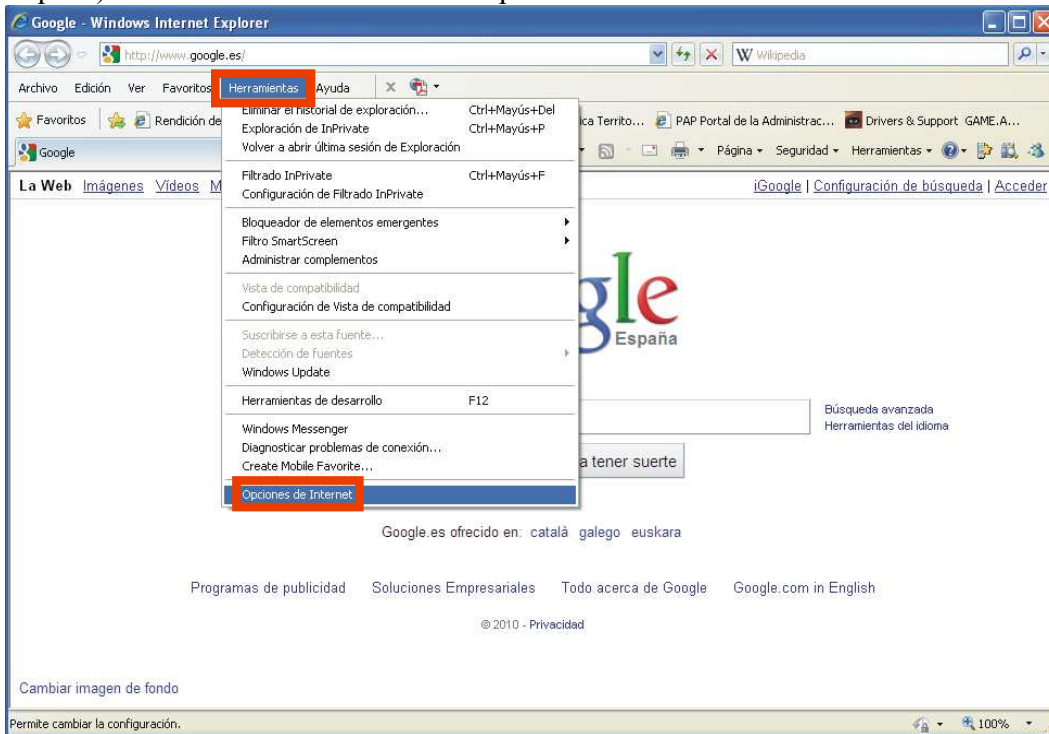 Google - Windows Internet Explorer
http://www.google.es/ Wikipedia
Archivo Edición Ver Favoritos Herramientas Ayuda
Favoritos Rendición de ica Territo... PAP Portal de la Administrac... Drivers & Support GAME.A...
Google Página Seguridad Herramientas
La Web Imágenes Vídeos M iGoogle | Configuración de búsqueda | Acceder
Eliminar el historial de exploración... Ctrl+Mayús+Del
Exploración de InPrivate Ctrl+Mayús+P
Volver a abrir última sesión de Exploración
Filtrado InPrivate Ctrl+Mayús+F
Configuración de Filtrado InPrivate
Bloqueador de elementos emergentes
Filtro SmartScreen
Administrar complementos
Vista de compatibilidad
Configuración de Vista de compatibilidad
Suscribirse a esta fuente...
Detección de fuentes
Windows Update
Herramientas de desarrollo F12
Windows Messenger
Diagnosticar problemas de conexión...
Create Mobile Favorite...
Opciones de Internet
gle
España
Búsqueda avanzada
Herramientas del idioma
a tener suerte
Google.es ofrecido en: català galego euskara
Programas de publicidad Soluciones Empresariales Todo acerca de Google Google.com in English
© 2010 - Privacidad
Cambiar imagen de fondo
Permite cambiar la configuración. 100%